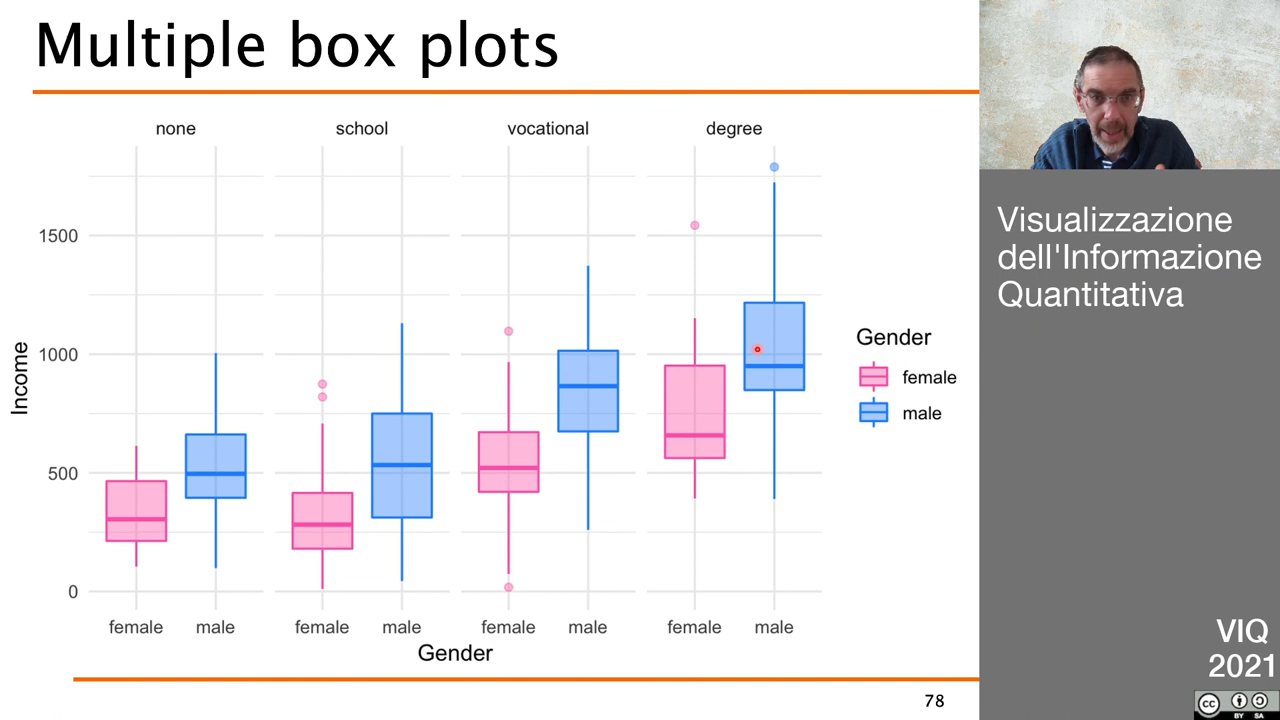 Multiple box plots
none school vocational degree
1500
1000
500
0
Income
female male female male female male female male
Gender
Gender
female
male
78
Visualizzazione
dell'Informazione
Quantitativa
VIQ
2021
cc
BY SA